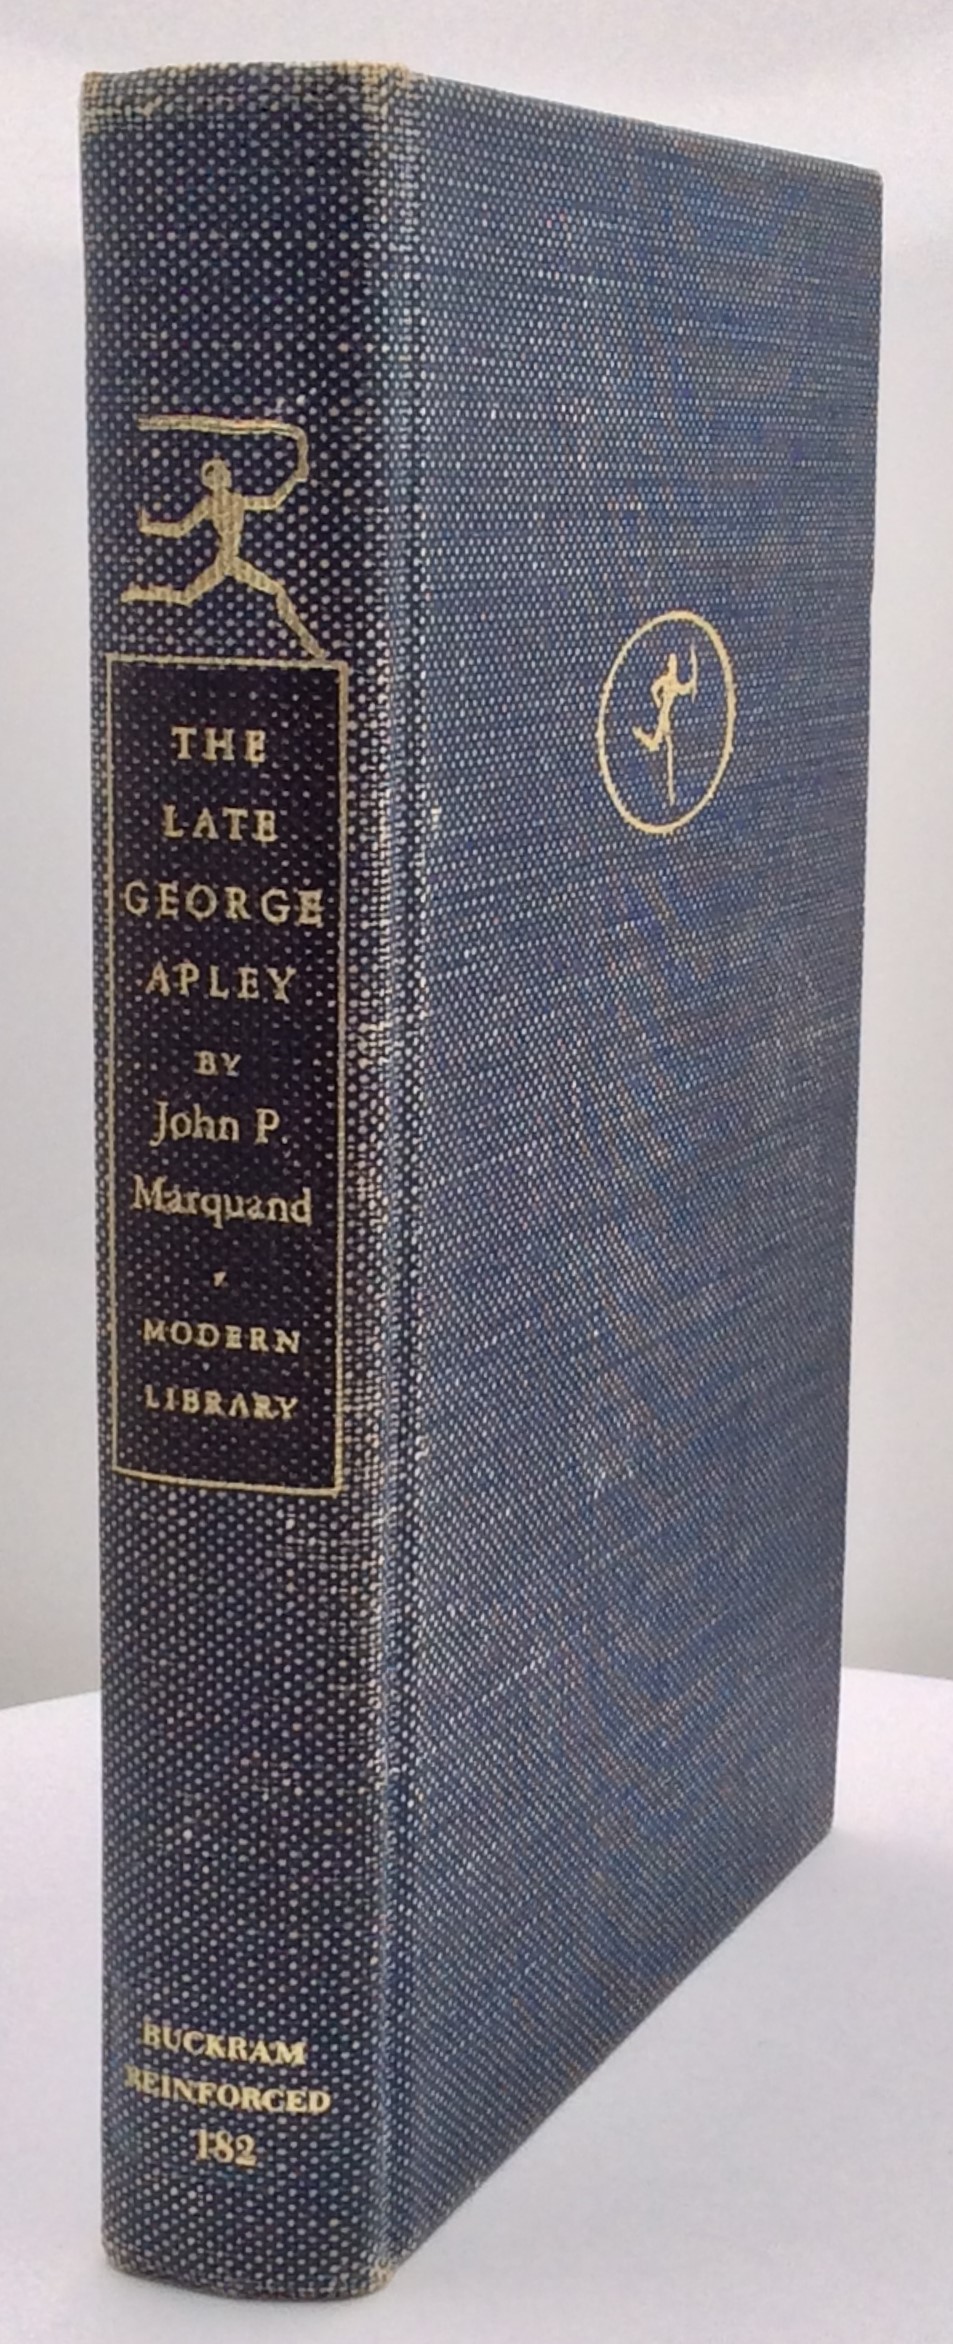 THE
LATE
GEORGE
APLEY
BY
John P.
Marquand
MODERN
LIBRARY
BUCKRAM
REINFORCED
182